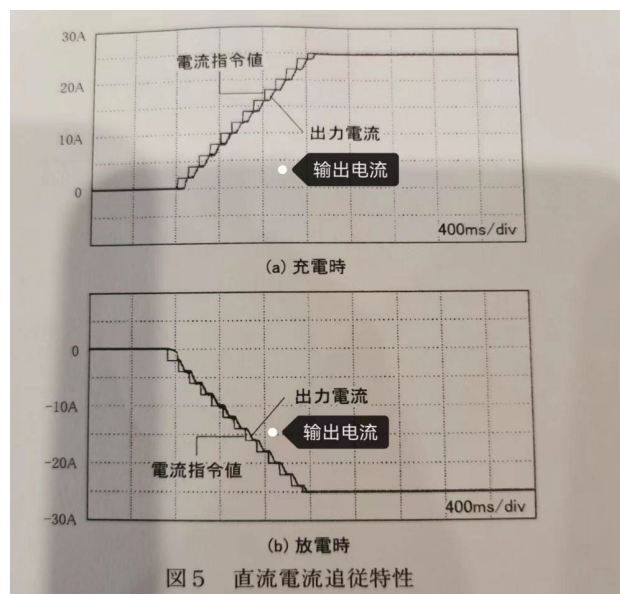 30A
電流指令値
20A
出力電流
10A
输出电流
0
400ms/div
(a) 充電時
0
出力電流
-10A
输出电流
-20A
電流指令値
400ms/div
-30A
(b) 放電時
図5 直流電流追従特性